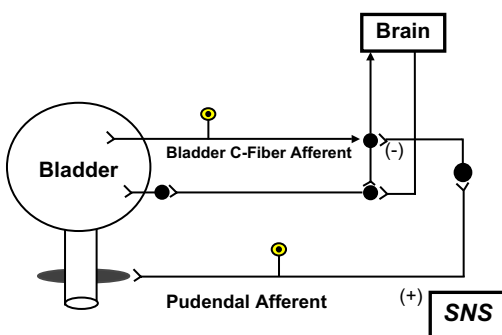 Brain
Bladder C-Fiber Afferent
(-)
Bladder
Pudendal Afferent
(+)
SNS